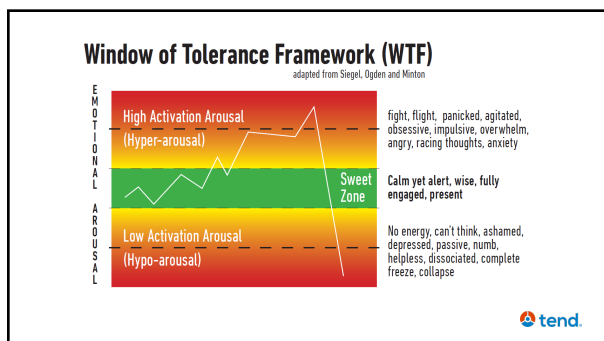 Window of Tolerance Framework (WTF)
adapted from Siegel, Ogden and Minton
EMOTIONAL AROUSAL
High Activation Arousal
(Hyper-arousal)
fight, flight, panicked, agitated,
obsessive, impulsive, overwhelm,
angry, racing thoughts, anxiety
Sweet
Zone
Calm yet alert, wise, fully
engaged, present
Low Activation Arousal
(Hypo-arousal)
No energy, can't think, ashamed,
depressed, passive, numb,
helpless, dissociated, complete
freeze, collapse
tend